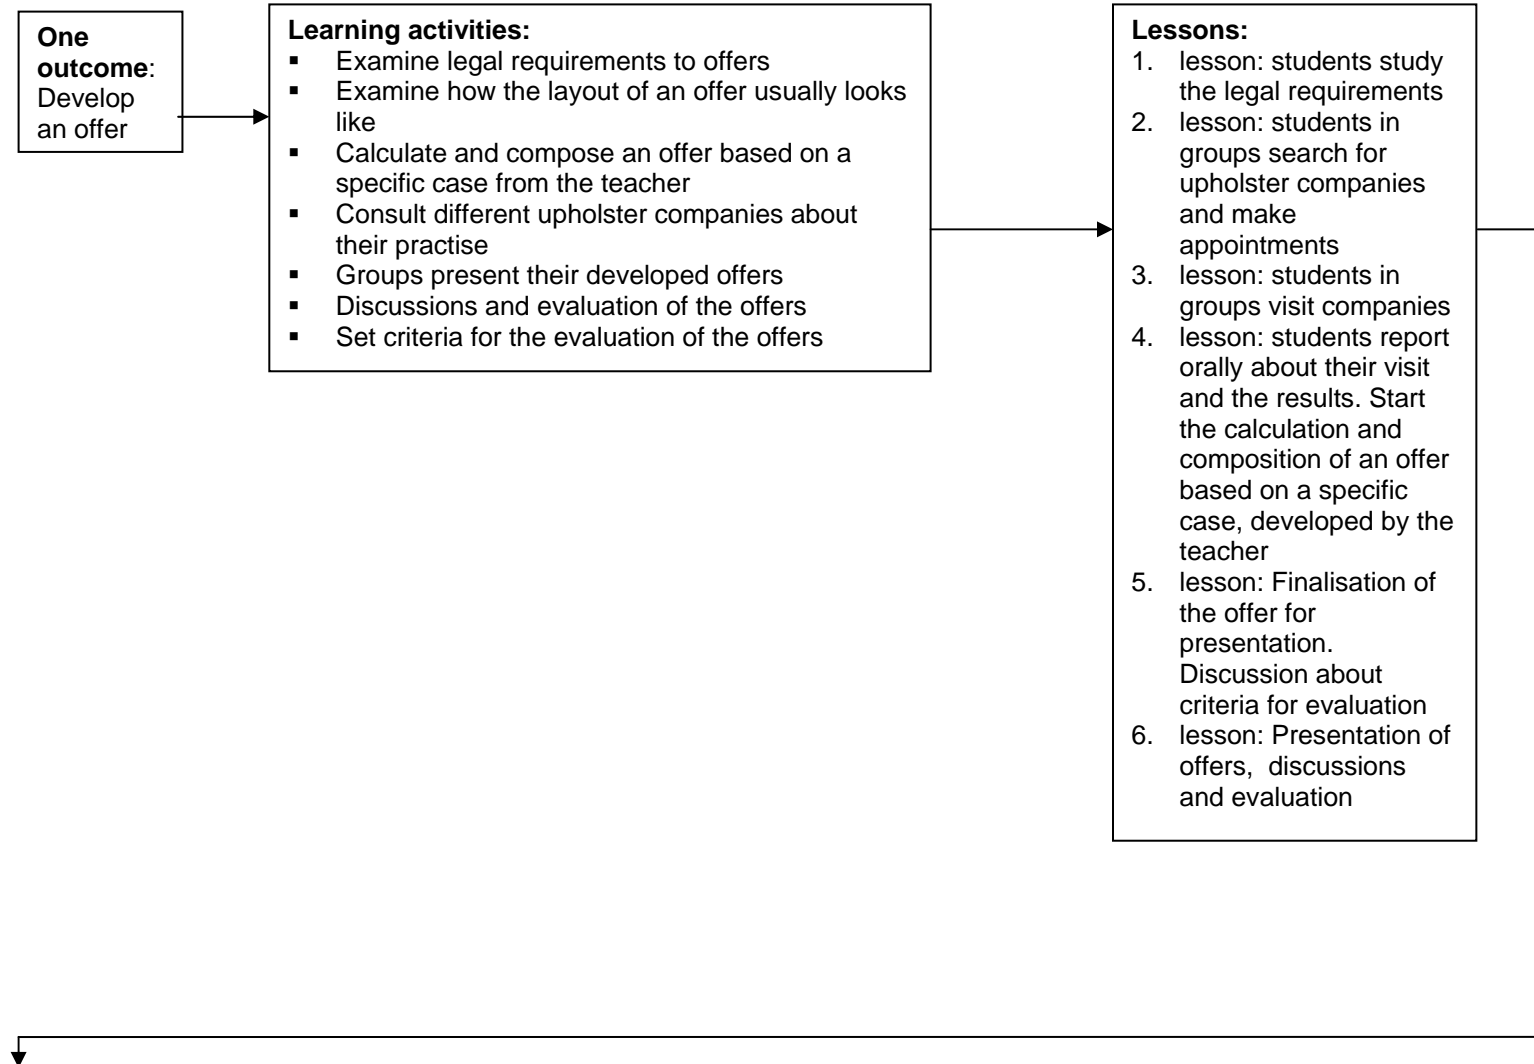 One
outcome:
Develop
an offer
Learning activities:
▪ Examine legal requirements to offers
▪ Examine how the layout of an offer usually looks
like
▪ Calculate and compose an offer based on a
specific case from the teacher
▪ Consult different upholster companies about
their practise
▪ Groups present their developed offers
▪ Discussions and evaluation of the offers
▪ Set criteria for the evaluation of the offers
Lessons:
1. lesson: students study
the legal requirements
2. lesson: students in
groups search for
upholster companies
and make
appointments
3. lesson: students in
groups visit companies
4. lesson: students report
orally about their visit
and the results. Start
the calculation and
composition of an offer
based on a specific
case, developed by the
teacher
5. lesson: Finalisation of
the offer for
presentation.
Discussion about
criteria for evaluation
6. lesson: Presentation of
offers, discussions
and evaluation